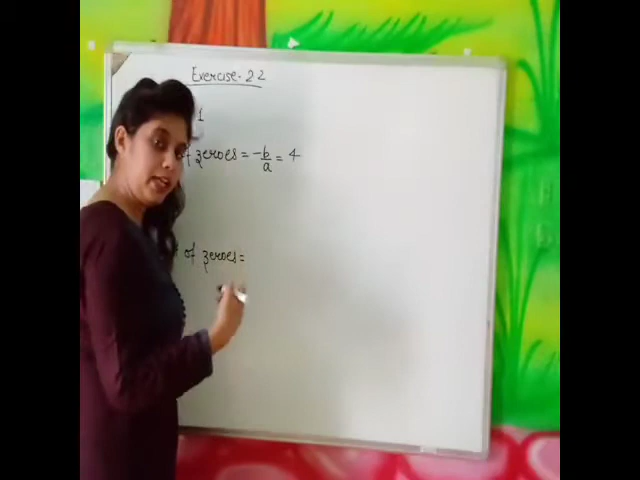 Exercise - 2.2
1
of zeroes = -b/a = 4
of zeroes =